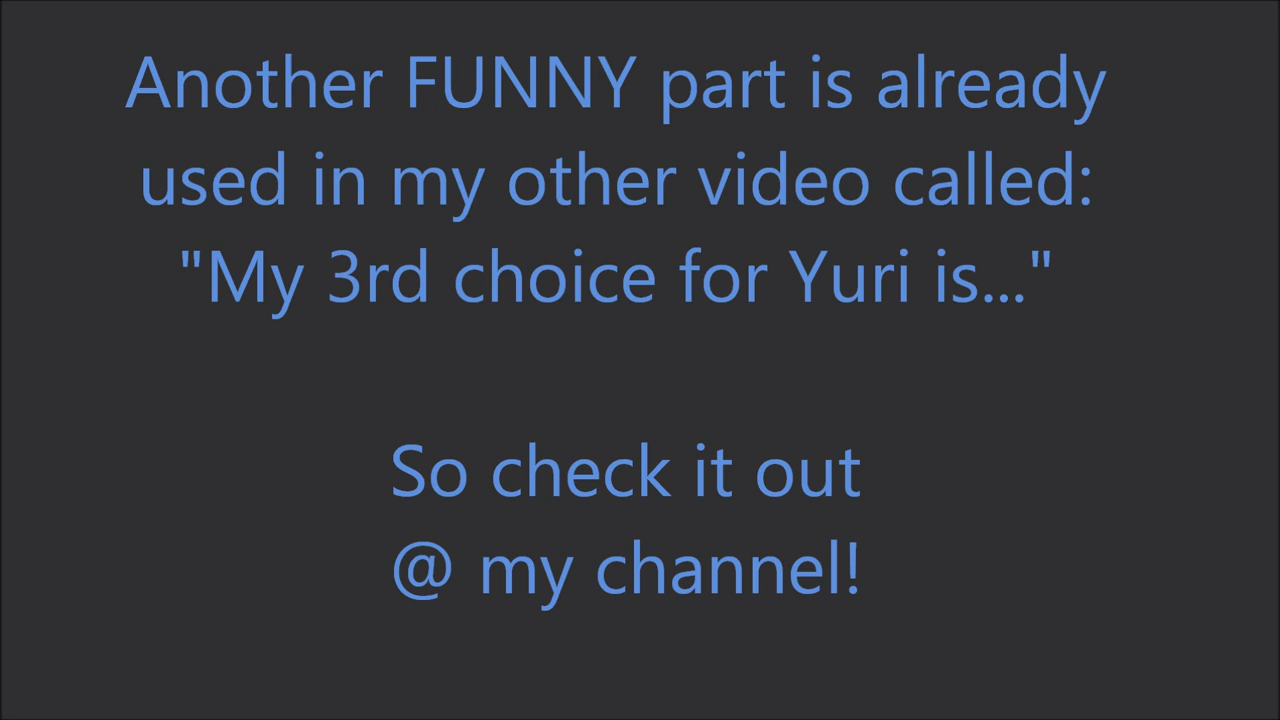 Another FUNNY part is already
used in my other video called:
"My 3rd choice for Yuri is..."
So check it out
@ my channel!